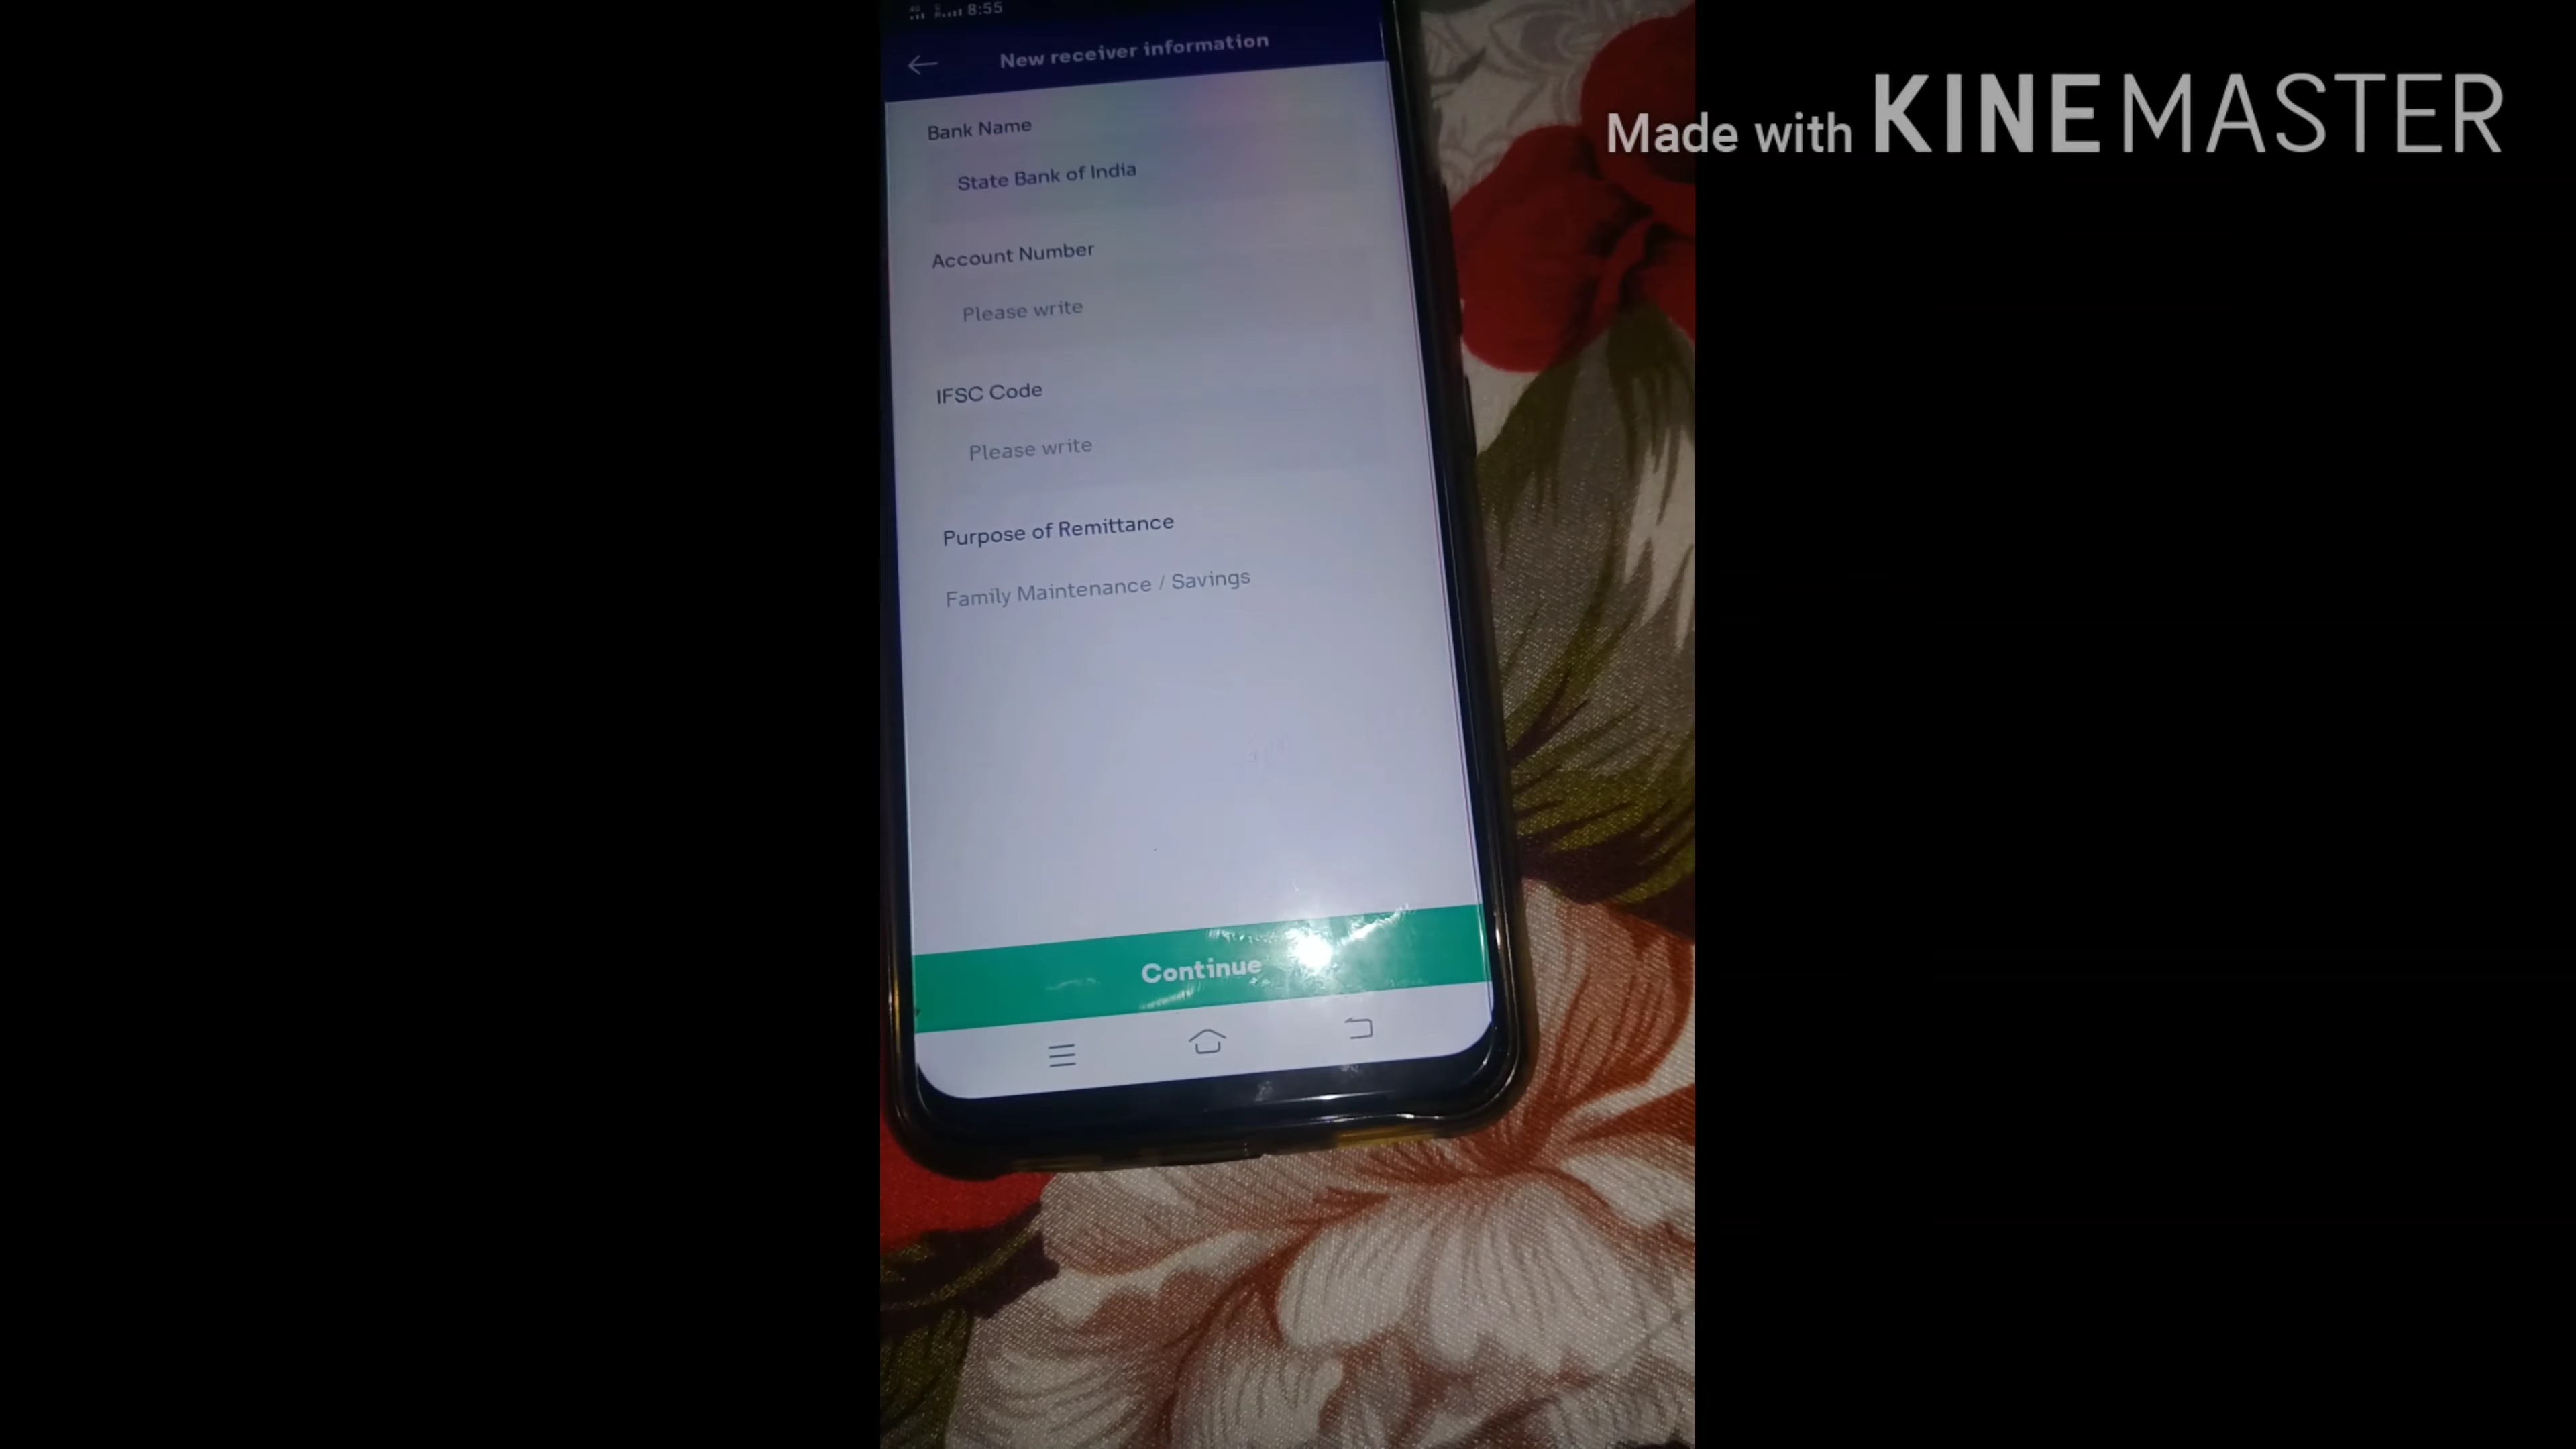 8:55
New receiver information
Made with KINEMASTER
Bank Name
State Bank of India
Account Number
Please write
IFSC Code
Please write
Purpose of Remittance
Family Maintenance / Savings
Continue